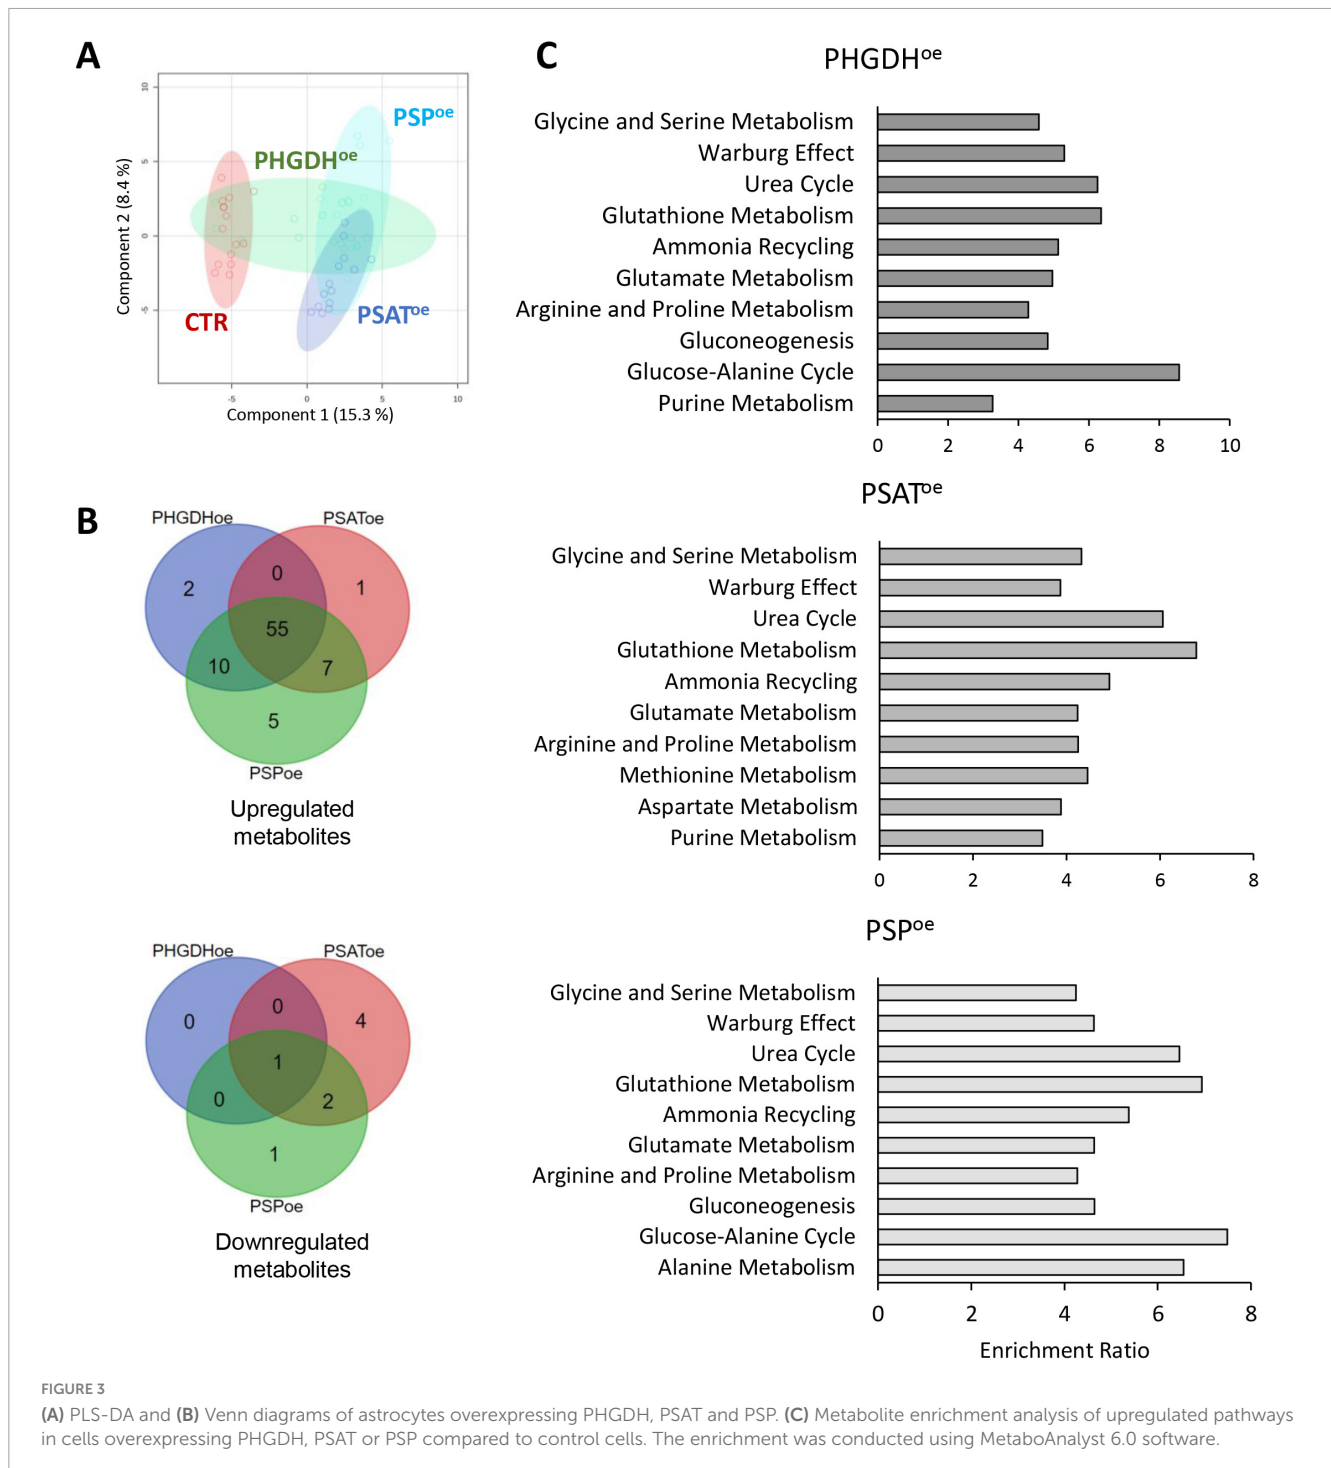 A
PSPoe
PHGDHoe
PSAToe
CTR
10
5
0
-5
Component 2 (8.4 %)
-5
0
5
10
Component 1 (15.3 %)
B
PHGDHoe
PSAToe
2
0
1
55
10
7
5
PSPoe
Upregulated
metabolites
PHGDHoe
PSAToe
0
0
4
1
0
2
1
PSPoe
Downregulated
metabolites
C
PHGDHoe
Glycine and Serine Metabolism
Warburg Effect
Urea Cycle
Glutathione Metabolism
Ammonia Recycling
Glutamate Metabolism
Arginine and Proline Metabolism
Gluconeogenesis
Glucose-Alanine Cycle
Purine Metabolism
0 2 4 6 8 10
PSAToe
Glycine and Serine Metabolism
Warburg Effect
Urea Cycle
Glutathione Metabolism
Ammonia Recycling
Glutamate Metabolism
Arginine and Proline Metabolism
Methionine Metabolism
Aspartate Metabolism
Purine Metabolism
0 2 4 6 8
PSPoe
Glycine and Serine Metabolism
Warburg Effect
Urea Cycle
Glutathione Metabolism
Ammonia Recycling
Glutamate Metabolism
Arginine and Proline Metabolism
Gluconeogenesis
Glucose-Alanine Cycle
Alanine Metabolism
0 2 4 6 8
Enrichment Ratio
FIGURE 3
(A) PLS-DA and (B) Venn diagrams of astrocytes overexpressing PHGDH, PSAT and PSP. (C) Metabolite enrichment analysis of upregulated pathways
in cells overexpressing PHGDH, PSAT or PSP compared to control cells. The enrichment was conducted using MetaboAnalyst 6.0 software.